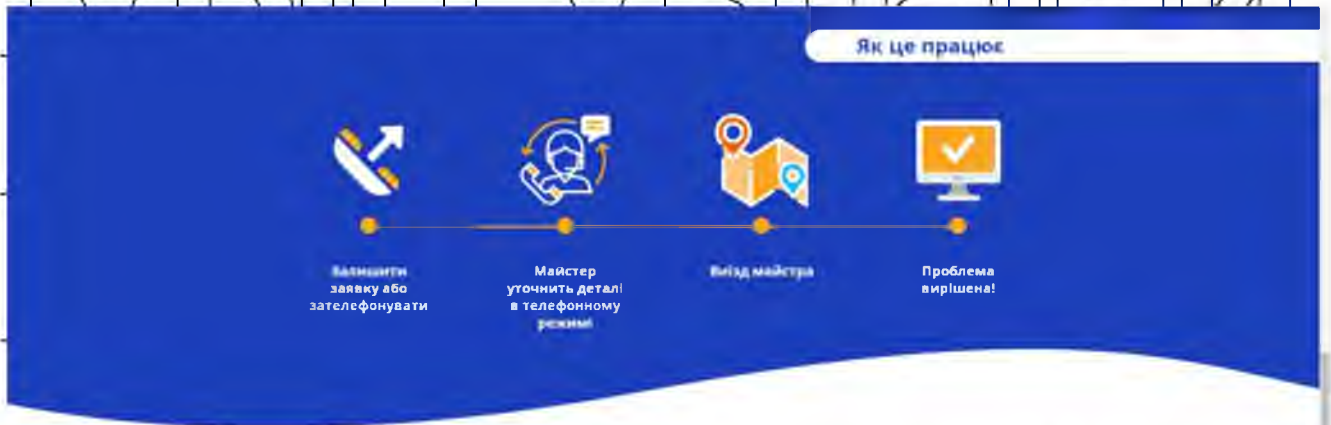 Як це працює
Залишити
заявку або
зателефонувати
Майстер
уточнить деталі
в телефонному
режимі
Виїзд майстра
Проблема
вирішена!